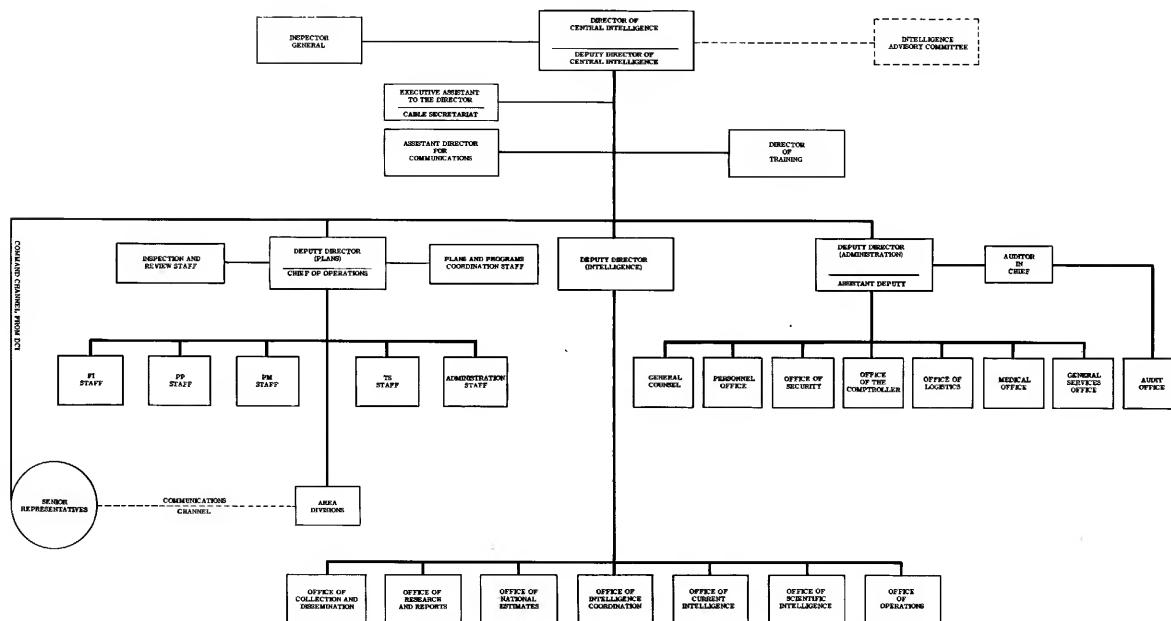 INSPECTOR
GENERAL
DIRECTOR OF
CENTRAL INTELLIGENCE
DEPUTY DIRECTOR OF
CENTRAL INTELLIGENCE
INTELLIGENCE
ADVISORY COMMITTEE
EXECUTIVE ASSISTANT
TO THE DIRECTOR
CABLE SECRETARIAT
ASSISTANT DIRECTOR
FOR
COMMUNICATIONS
DIRECTOR
OF
TRAINING
COMMAND CHANNEL FROM DCI
INSPECTION AND
REVIEW STAFF
DEPUTY DIRECTOR
(PLANS)
CHIEF OF OPERATIONS
PLANS AND PROGRAMS
COORDINATION STAFF
DEPUTY DIRECTOR
(INTELLIGENCE)
DEPUTY DIRECTOR
(ADMINISTRATION)
ASSISTANT DEPUTY
AUDITOR
IN
CHIEF
FI
STAFF
PP
STAFF
PM
STAFF
TS
STAFF
ADMINISTRATION
STAFF
GENERAL
COUNSEL
PERSONNEL
OFFICE
OFFICE OF
SECURITY
OFFICE
OF THE
COMPTROLLER
OFFICE OF
LOGISTICS
MEDICAL
OFFICE
GENERAL
SERVICES
OFFICE
AUDIT
OFFICE
SENIOR
REPRESENTATIVES
COMMUNICATIONS
CHANNEL
AREA
DIVISIONS
OFFICE OF
COLLECTION AND
DISSEMINATION
OFFICE OF
RESEARCH
AND REPORTS
OFFICE OF
NATIONAL
ESTIMATES
OFFICE OF
INTELLIGENCE
COORDINATION
OFFICE OF
CURRENT
INTELLIGENCE
OFFICE OF
SCIENTIFIC
INTELLIGENCE
OFFICE
OF
OPERATIONS